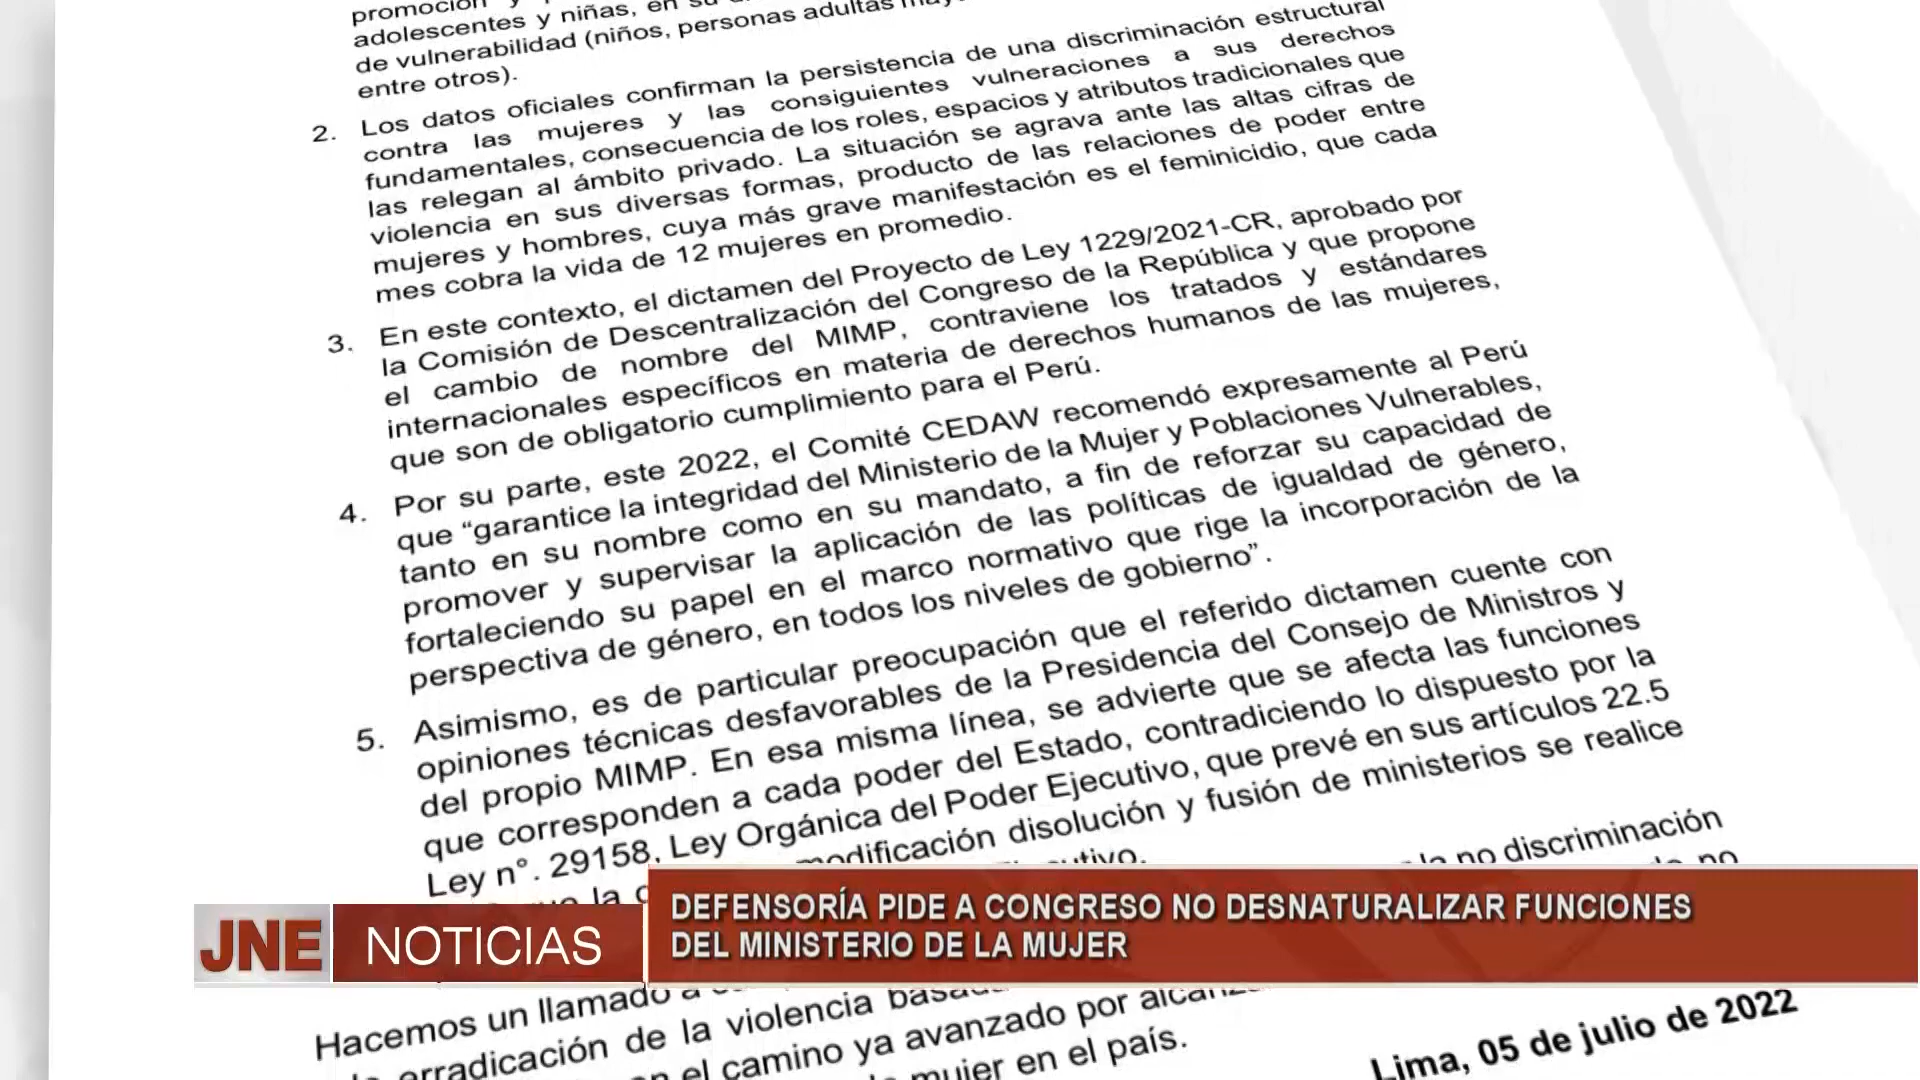 adolescentes y niñas, en su
de vulnerabilidad (niños, personas adultas
entre otros).
2. Los datos oficiales confirman la persistencia de una discriminación estructural
contra las mujeres y las consiguientes vulneraciones a sus derechos
fundamentales, consecuencia de los roles, espacios y atributos tradicionales que
las relegan al ámbito privado. La situación se agrava ante las altas cifras de
violencia en sus diversas formas, producto de las relaciones de poder entre
mujeres y hombres, cuya más grave manifestación es el feminicidio, que cada
mes cobra la vida de 12 mujeres en promedio.
3. En este contexto, el dictamen del Proyecto de Ley 1229/2021-CR, aprobado por
la Comisión de Descentralización del Congreso de la República y que propone
el cambio de nombre del MIMP, contraviene los tratados y estándares
internacionales específicos en materia de derechos humanos de las mujeres,
que son de obligatorio cumplimiento para el Perú.
4. Por su parte, este 2022, el Comité CEDAW recomendó expresamente al Perú
que “garantice la integridad del Ministerio de la Mujer y Poblaciones Vulnerables,
tanto en su nombre como en su mandato, a fin de reforzar su capacidad de
promover y supervisar la aplicación de las políticas de igualdad de género,
fortaleciendo su papel en el marco normativo que rige la incorporación de la
perspectiva de género, en todos los niveles de gobierno”.
5. Asimismo, es de particular preocupación que el referido dictamen cuente con
opiniones técnicas desfavorables de la Presidencia del Consejo de Ministros y
del propio MIMP. En esa misma línea, se advierte que se afecta las funciones
que corresponden a cada poder del Estado, contradiciendo lo dispuesto por la
Ley n°. 29158, Ley Orgánica del Poder Ejecutivo, que prevé en sus artículos 22.5
modificación disolución y fusión de ministerios se realice
la no discriminación
JNE NOTICIAS
DEFENSORÍA PIDE A CONGRESO NO DESNATURALIZAR FUNCIONES
DEL MINISTERIO DE LA MUJER
Hacemos un llamado a
erradicación de la violencia
el camino ya avanzado por
mujer en el país.
Lima, 05 de julio de 2022